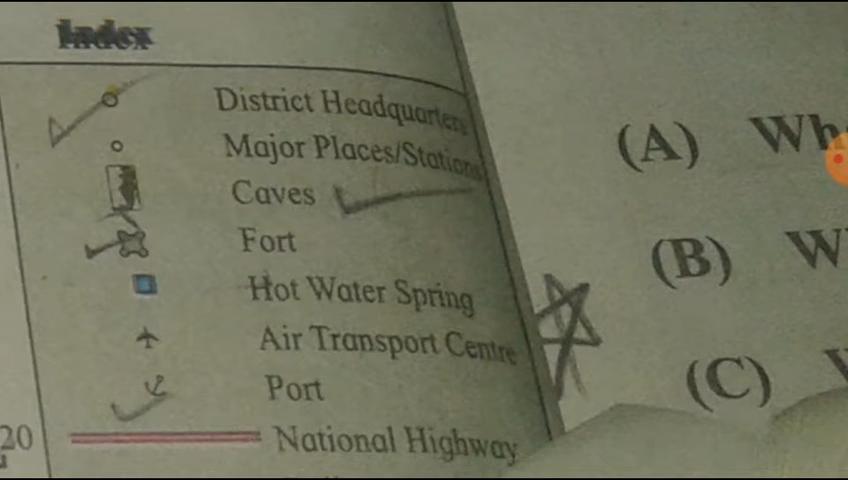 Index
District Headquarters
Major Places/Stations
Caves
Fort
Hot Water Spring
Air Transport Centre
Port
National Highway
20
(A)
(B)
(C)